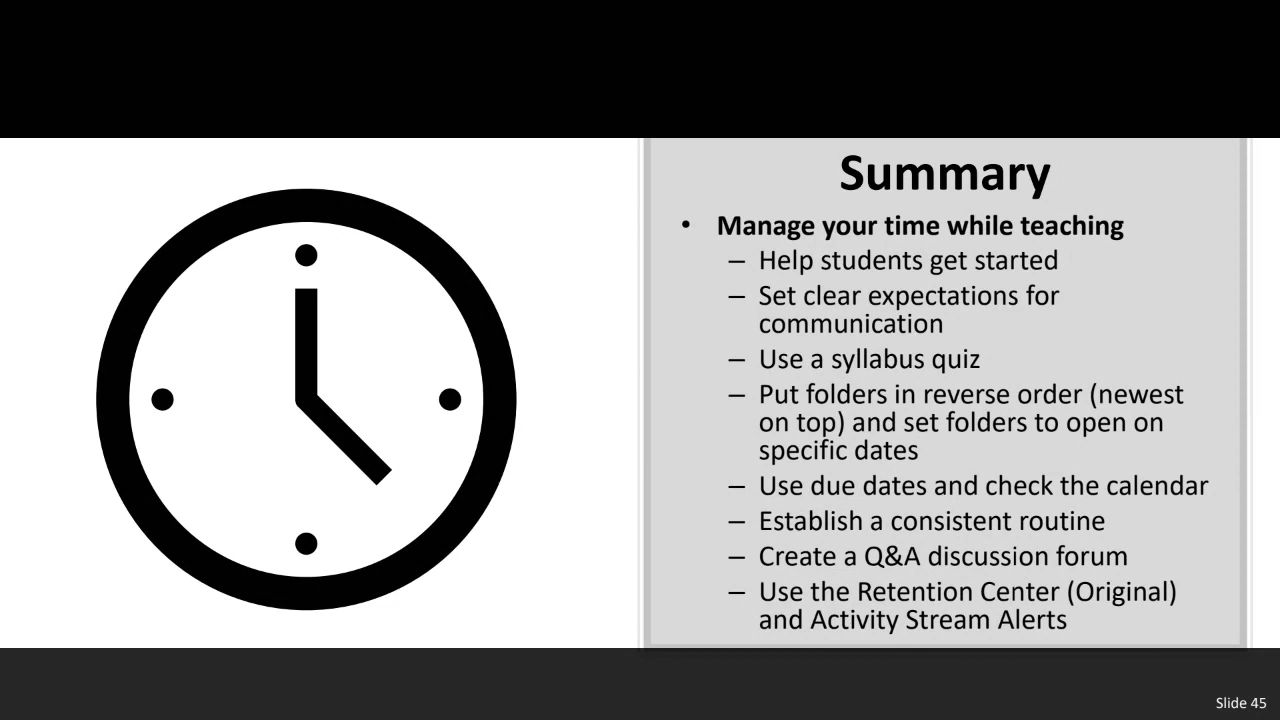 Summary
• Manage your time while teaching
– Help students get started
– Set clear expectations for
communication
– Use a syllabus quiz
– Put folders in reverse order (newest
on top) and set folders to open on
specific dates
– Use due dates and check the calendar
– Establish a consistent routine
– Create a Q&A discussion forum
– Use the Retention Center (Original)
and Activity Stream Alerts
Slide 45